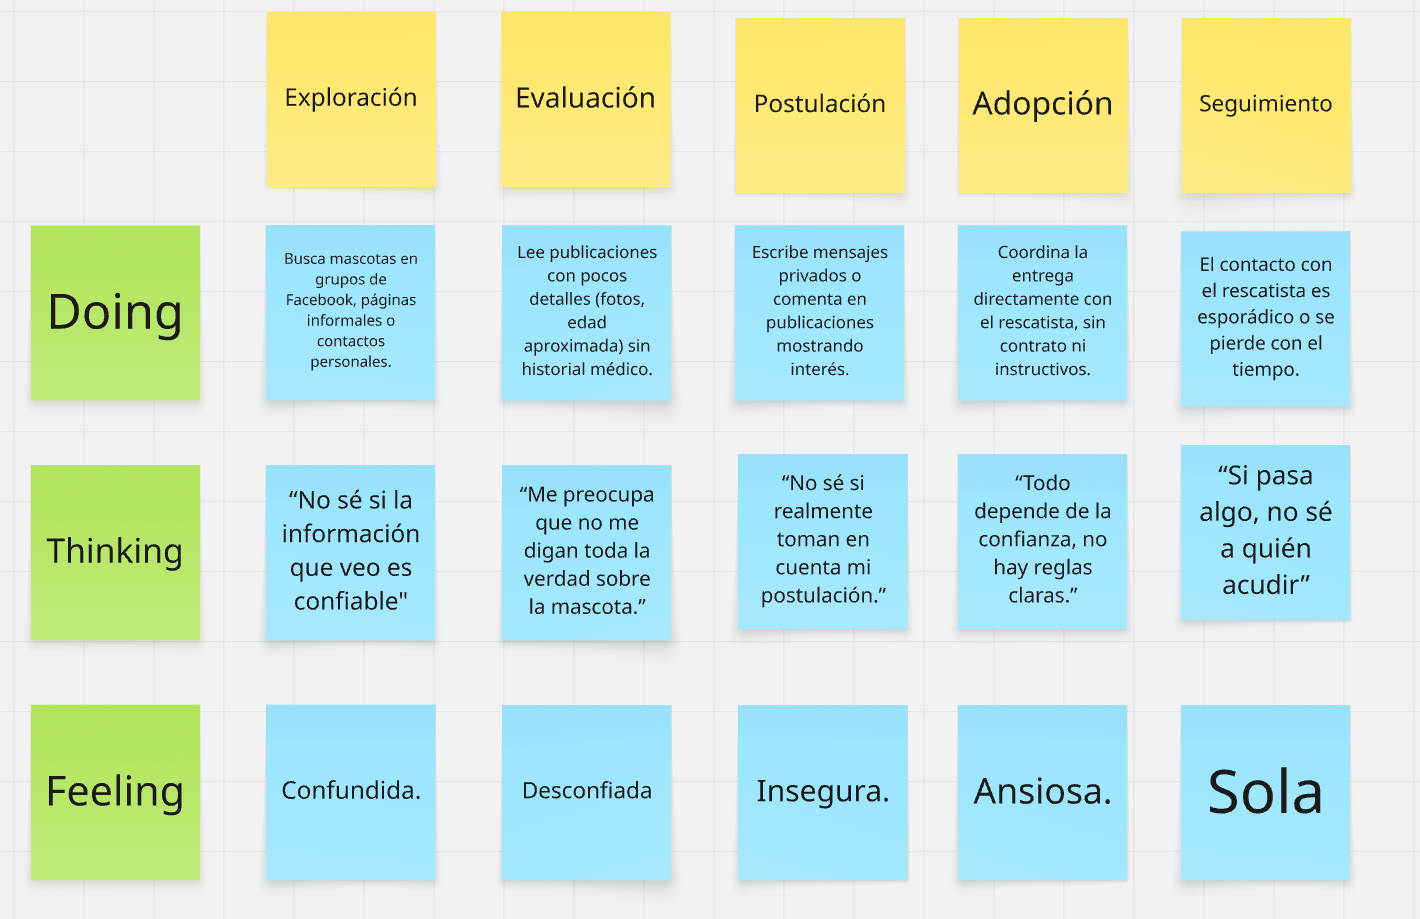 Exploración
Evaluación
Postulación
Adopción
Seguimiento
Doing
Busca mascotas en
grupos de
Facebook, páginas
informales o
contactos
personales.
Lee publicaciones
con pocos
detalles (fotos,
edad
aproximada) sin
historial médico.
Escribe mensajes
privados o
comenta en
publicaciones
mostrando
interés.
Coordina la
entrega
directamente con
el rescatista, sin
contrato ni
instructivos.
El contacto con
el rescatista es
esporádico o se
pierde con el
tiempo.
Thinking
“No sé si la
información
que veo es
confiable"
“Me preocupa
que no me
digan toda la
verdad sobre
la mascota.”
“No sé si
realmente
toman en
cuenta mi
postulación.”
“Todo
depende de la
confianza, no
hay reglas
claras.”
“Si pasa
algo, no sé
a quién
acudir”
Feeling
Confundida.
Desconfiada
Insegura.
Ansiosa.
Sola